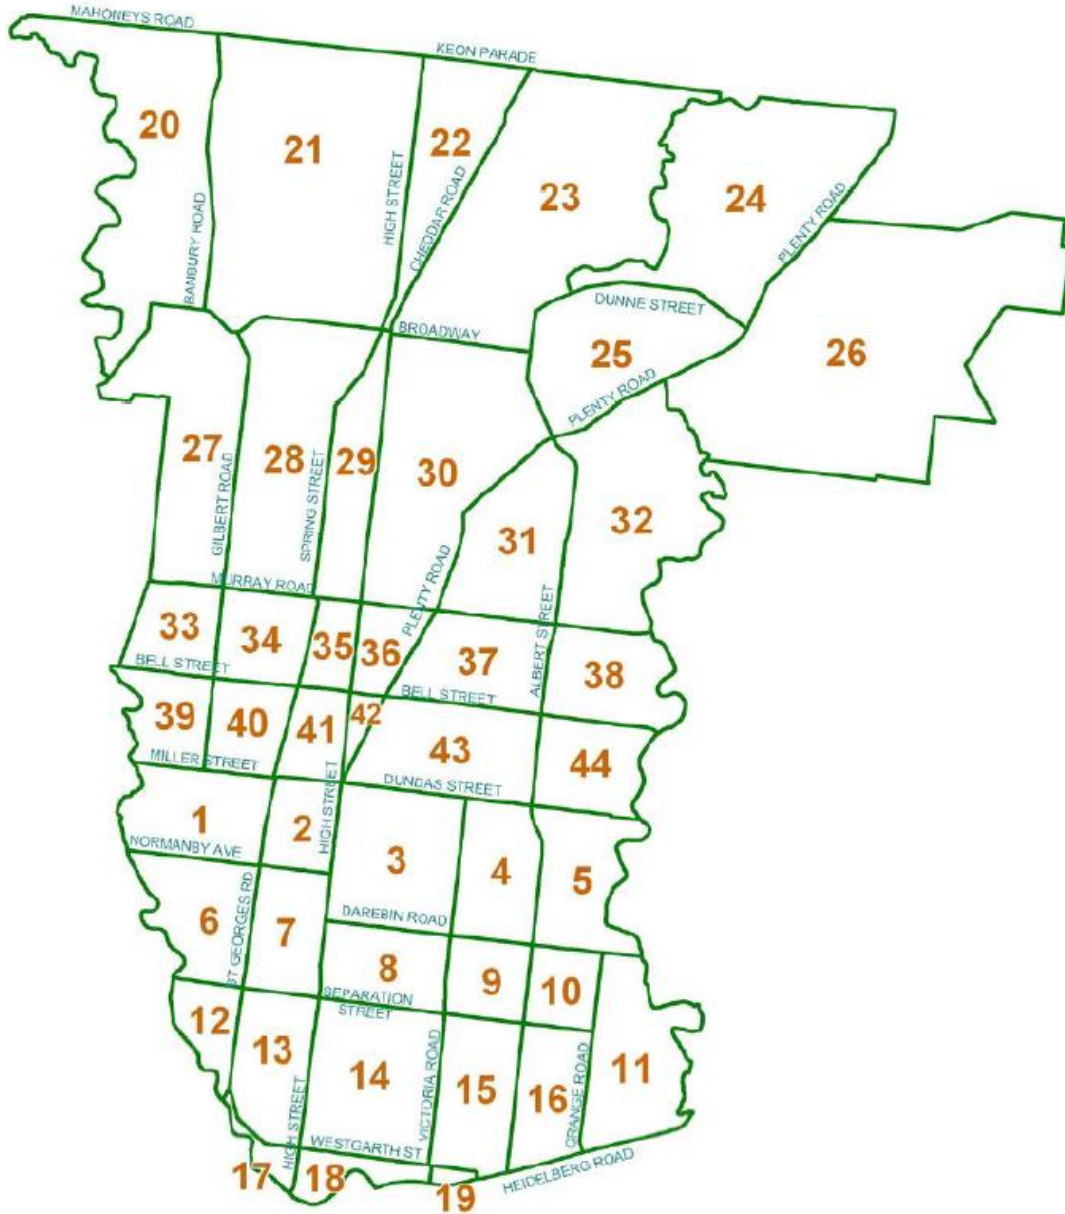 MAHONEYS ROAD
KEON PARADE
20
21
22
23
24
BANBURY ROAD
HIGH STREET
CHEDDAR ROAD
PLENTY ROAD
DUNNE STREET
BROADWAY
25
26
PLENTY ROAD
27
28
29
30
GILBERT ROAD
SPRING STREET
31
32
MURRAY ROAD
PLENTY ROAD
ALBERT STREET
33
34
35
36
37
38
BELL STREET
BELL STREET
39
40
41
42
43
44
MILLER STREET
HIGH STREET
DUNDAS STREET
1
2
3
4
5
NORMANBY AVE
ST GEORGES RD
DAREBIN ROAD
6
7
8
9
10
SEPARATION
STREET
11
12
13
14
15
16
HIGH STREET
VICTORIA ROAD
GRANGE ROAD
WESTGARTH ST
HEIDELBERG ROAD
17
18
19